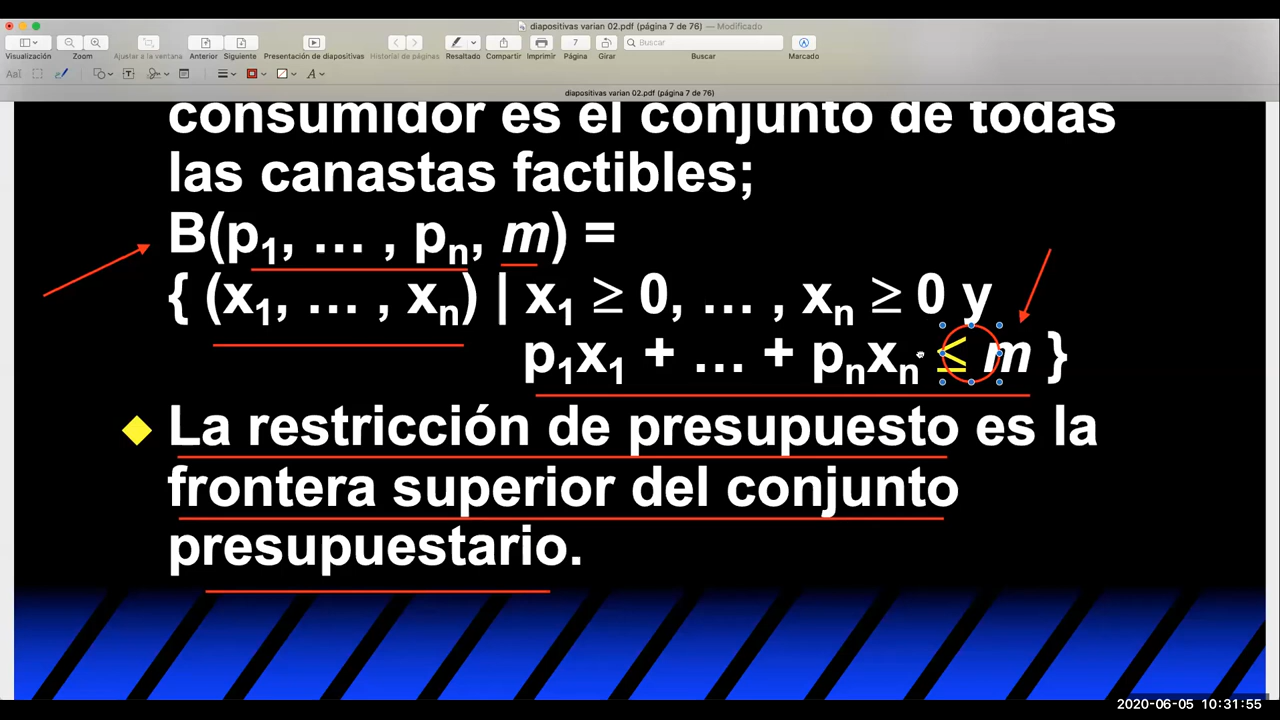 diapositivas varian 02.pdf (página 7 de 76) — Modificado
7
Buscar
Visualización Zoom Ajustar a la ventana Anterior Siguiente Presentación de diapositivas Historial de páginas Resaltado Compartir Imprimir Página Girar Buscar Marcado
AaI T A
diapositivas varian 02.pdf (página 7 de 76)
consumidor es el conjunto de todas
las canastas factibles;
B(p₁, … , pₙ, m) =
{ (x₁, … , xₙ) | x₁ ≥ 0, … , xₙ ≥ 0 y
p₁x₁ + … + pₙxₙ ≤ m }
La restricción de presupuesto es la
frontera superior del conjunto
presupuestario.
2020-06-05 10:31:55